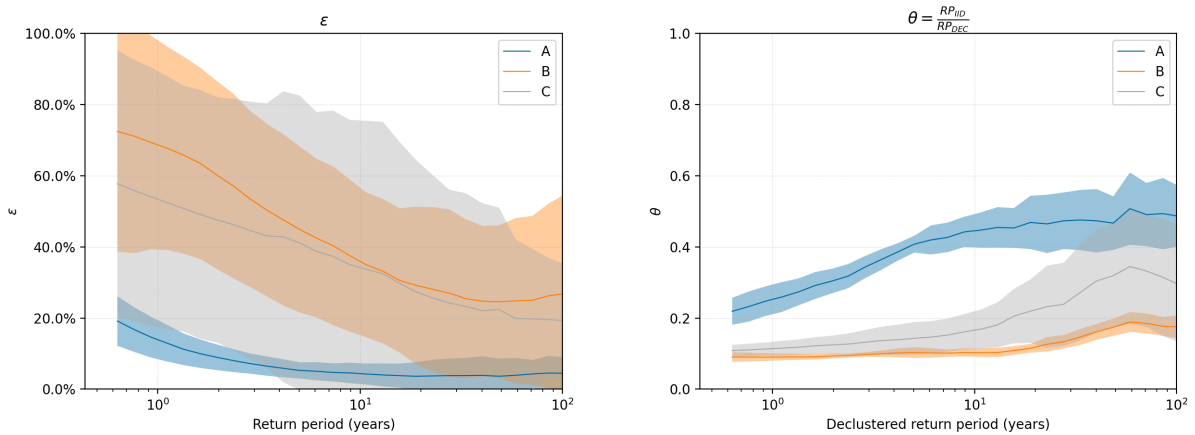 ε
100.0%
80.0%
60.0%
40.0%
20.0%
0.0%
ε
A
B
C
10⁰
10¹
10²
Return period (years)
θ = RP_IID / RP_DEC
1.0
0.8
0.6
0.4
0.2
0.0
θ
A
B
C
10⁰
10¹
10²
Declustered return period (years)